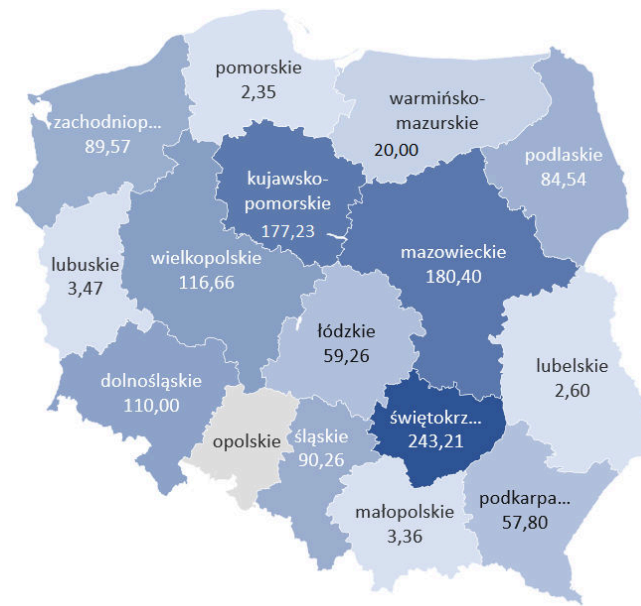 pomorskie
2,35
warmińsko-
mazurskie
20,00
zachodniop...
89,57
podlaskie
84,54
kujawsko-
pomorskie
177,23
mazowieckie
180,40
wielkopolskie
116,66
lubuskie
3,47
łódzkie
59,26
lubelskie
2,60
dolnośląskie
110,00
opolskie
śląskie
90,26
świętokrz...
243,21
podkarpa...
57,80
małopolskie
3,36